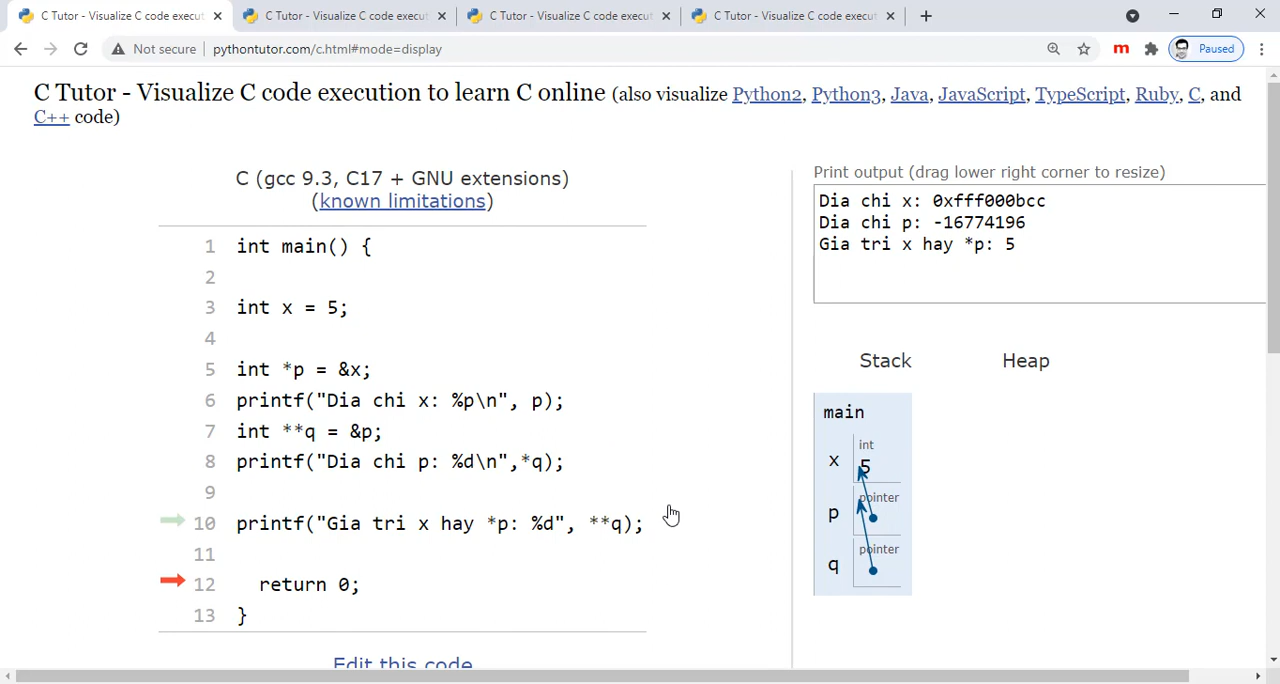 C Tutor - Visualize C code execut
C Tutor - Visualize C code execut
C Tutor - Visualize C code execut
C Tutor - Visualize C code execut
Not secure
pythontutor.com/c.html#mode=display
m
Paused
C Tutor - Visualize C code execution to learn C online (also visualize Python2, Python3, Java, JavaScript, TypeScript, Ruby, C, and
C++ code)
C (gcc 9.3, C17 + GNU extensions)
(known limitations)
1 int main() {
2
3 int x = 5;
4
5 int *p = &x;
6 printf("Dia chi x: %p\n", p);
7 int **q = &p;
8 printf("Dia chi p: %d\n",*q);
9
10 printf("Gia tri x hay *p: %d", **q);
11
12 return 0;
13 }
Edit this code
Print output (drag lower right corner to resize)
Dia chi x: 0xfff000bcc
Dia chi p: -16774196
Gia tri x hay *p: 5
Stack
Heap
main
int
x 5
pointer
p
pointer
q